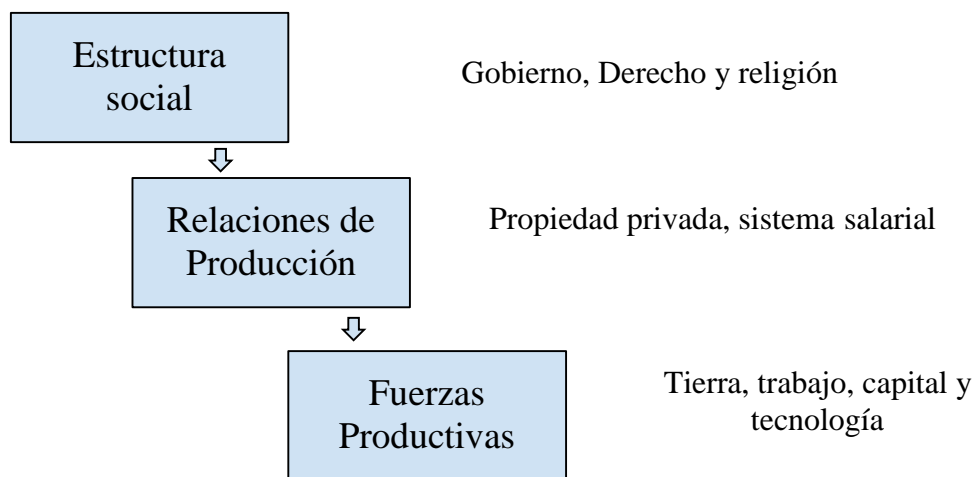 Estructura
social
Gobierno, Derecho y religión
Relaciones de
Producción
Propiedad privada, sistema salarial
Fuerzas
Productivas
Tierra, trabajo, capital y
tecnología